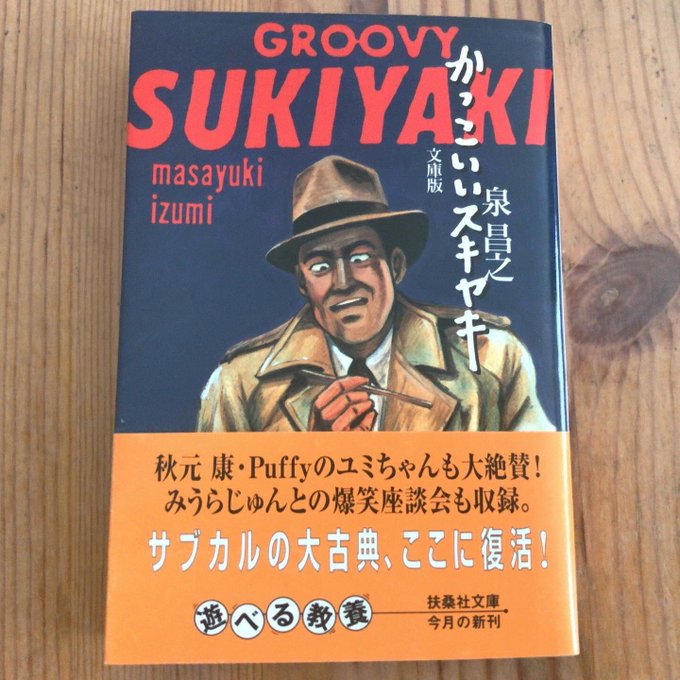 GROOVY
SUKIYAKI
masayuki
izumi
かっこいいスキヤキ
文庫版
泉昌之
秋元 康・Puffyのユミちゃんも大絶賛！
みうらじゅんとの爆笑座談会も収録。
サブカルの大古典、ここに復活！
遊べる教養
扶桑社文庫
今月の新刊